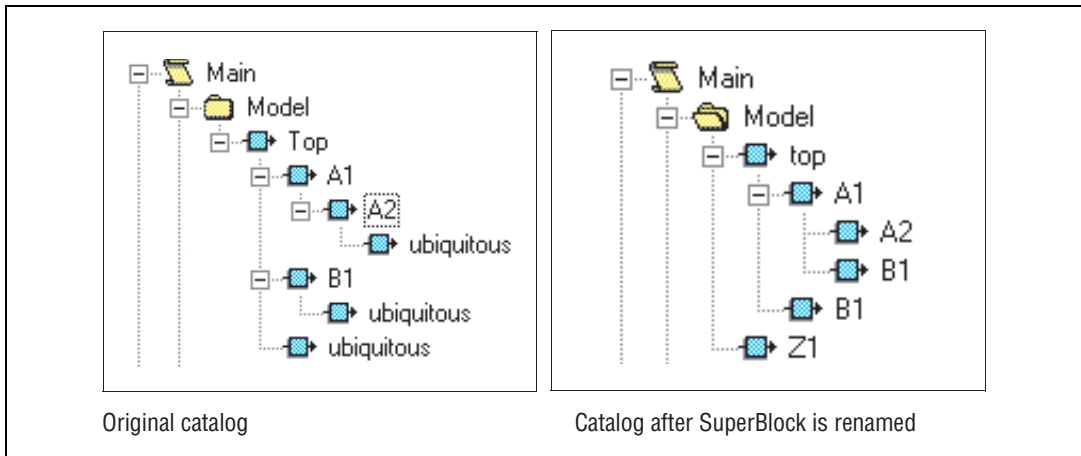 Main
Model
Top
A1
A2
ubiquitous
B1
ubiquitous
ubiquitous
Original catalog
Main
Model
top
A1
A2
B1
B1
Z1
Catalog after SuperBlock is renamed